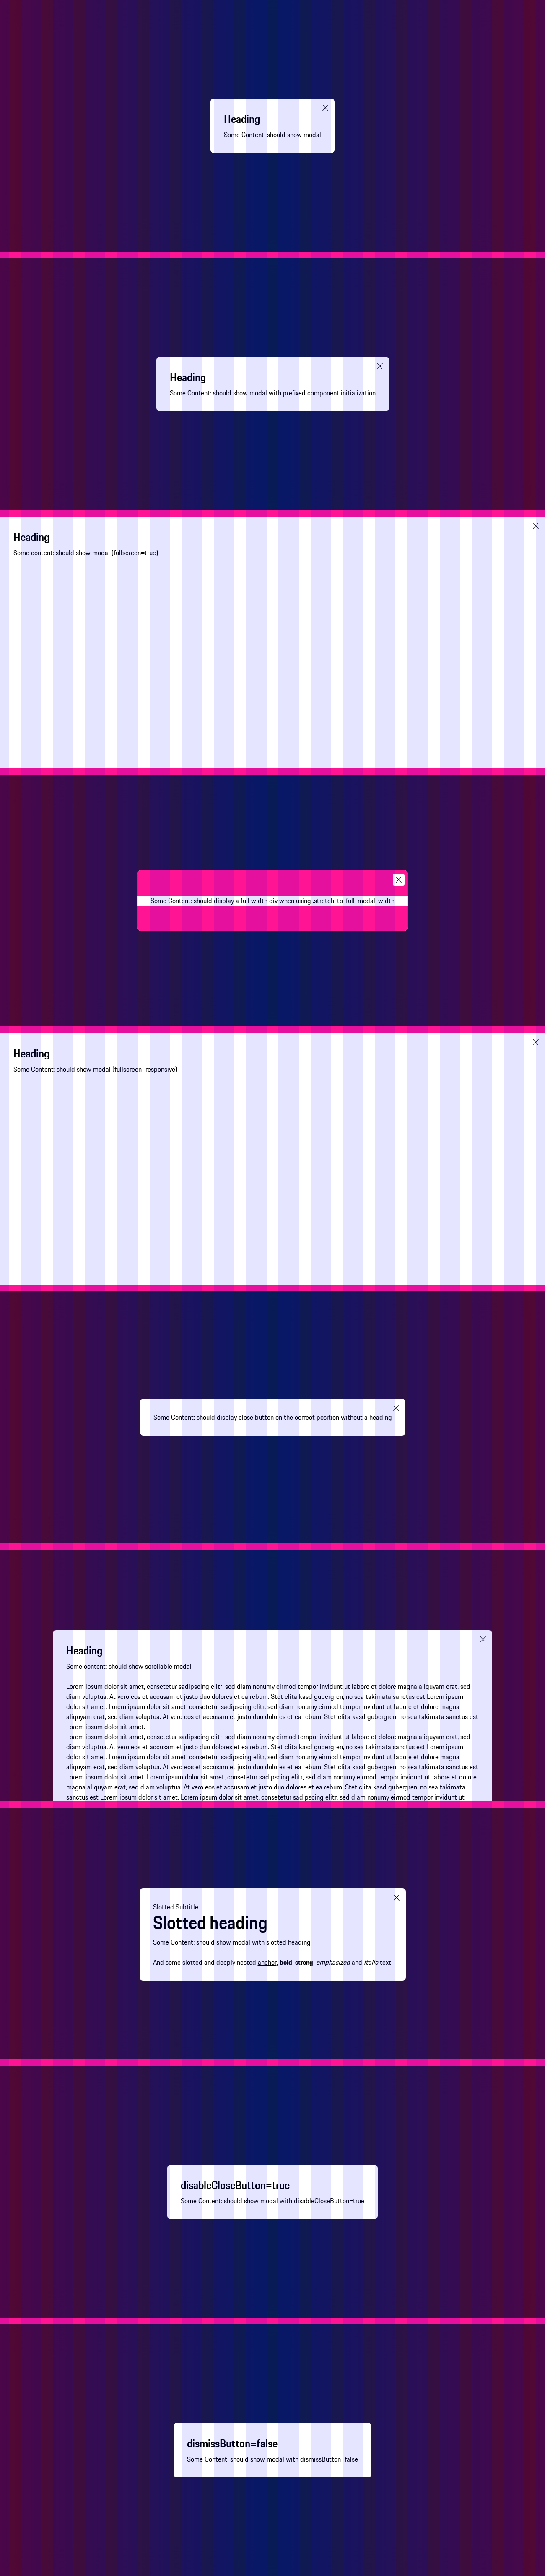 Heading
Some Content: should show modal
Heading
Some Content: should show modal with prefixed component initialization
Heading
Some content: should show modal (fullscreen=true)
Some Content: should display a full width div when using .stretch-to-full-modal-width
Heading
Some Content: should show modal (fullscreen=responsive)
Some Content: should display close button on the correct position without a heading
Heading
Some content: should show scrollable modal
Lorem ipsum dolor sit amet, consetetur sadipscing elitr, sed diam nonumy eirmod tempor invidunt ut labore et dolore magna aliquyam erat, sed
diam voluptua. At vero eos et accusam et justo duo dolores et ea rebum. Stet clita kasd gubergren, no sea takimata sanctus est Lorem ipsum
dolor sit amet. Lorem ipsum dolor sit amet, consetetur sadipscing elitr, sed diam nonumy eirmod tempor invidunt ut labore et dolore magna
aliquyam erat, sed diam voluptua. At vero eos et accusam et justo duo dolores et ea rebum. Stet clita kasd gubergren, no sea takimata sanctus est
Lorem ipsum dolor sit amet.
Lorem ipsum dolor sit amet, consetetur sadipscing elitr, sed diam nonumy eirmod tempor invidunt ut labore et dolore magna aliquyam erat, sed
diam voluptua. At vero eos et accusam et justo duo dolores et ea rebum. Stet clita kasd gubergren, no sea takimata sanctus est Lorem ipsum
dolor sit amet. Lorem ipsum dolor sit amet, consetetur sadipscing elitr, sed diam nonumy eirmod tempor invidunt ut labore et dolore magna
aliquyam erat, sed diam voluptua. At vero eos et accusam et justo duo dolores et ea rebum. Stet clita kasd gubergren, no sea takimata sanctus est
Lorem ipsum dolor sit amet. Lorem ipsum dolor sit amet, consetetur sadipscing elitr, sed diam nonumy eirmod tempor invidunt ut labore et dolore
magna aliquyam erat, sed diam voluptua. At vero eos et accusam et justo duo dolores et ea rebum. Stet clita kasd gubergren, no sea takimata
sanctus est Lorem ipsum dolor sit amet. Lorem ipsum dolor sit amet, consetetur sadipscing elitr, sed diam nonumy eirmod tempor invidunt ut
Slotted Subtitle
Slotted heading
Some Content: should show modal with slotted heading
And some slotted and deeply nested anchor, bold, strong, emphasized and italic text.
disableCloseButton=true
Some Content: should show modal with disableCloseButton=true
dismissButton=false
Some Content: should show modal with dismissButton=false